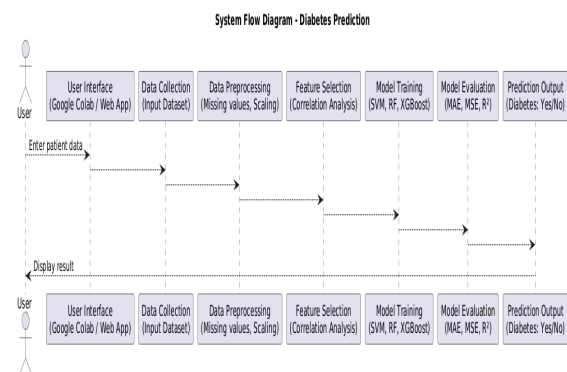 System Flow Diagram - Diabetes Prediction
User
User Interface
(Google Colab / Web App)
Data Collection
(Input Dataset)
Data Preprocessing
(Missing values, Scaling)
Feature Selection
(Correlation Analysis)
Model Training
(SVM, RF, XGBoost)
Model Evaluation
(MAE, MSE, R²)
Prediction Output
(Diabetes: Yes/No)
Enter patient data
Display result
User
User Interface
(Google Colab / Web App)
Data Collection
(Input Dataset)
Data Preprocessing
(Missing values, Scaling)
Feature Selection
(Correlation Analysis)
Model Training
(SVM, RF, XGBoost)
Model Evaluation
(MAE, MSE, R²)
Prediction Output
(Diabetes: Yes/No)